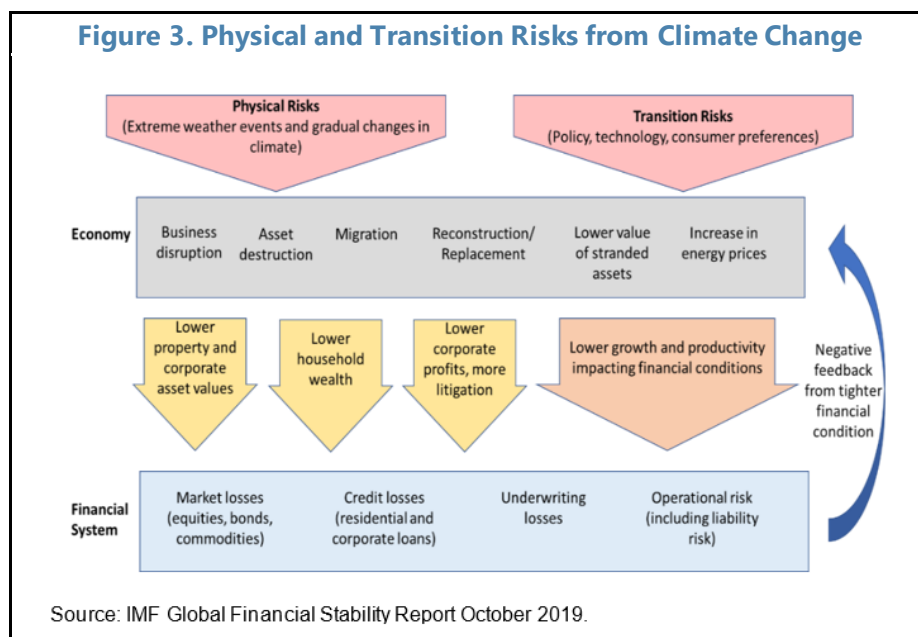 Figure 3. Physical and Transition Risks from Climate Change
Physical Risks
(Extreme weather events and gradual changes in
climate)
Transition Risks
(Policy, technology, consumer preferences)
Economy
Business
disruption
Asset
destruction
Migration
Reconstruction/
Replacement
Lower value
of stranded
assets
Increase in
energy prices
Lower
property and
corporate
asset values
Lower
household
wealth
Lower
corporate
profits, more
litigation
Lower growth and productivity
impacting financial conditions
Negative
feedback
from tighter
financial
condition
Financial
System
Market losses
(equities, bonds,
commodities)
Credit losses
(residential and
corporate loans)
Underwriting
losses
Operational risk
(including liability
risk)
Source: IMF Global Financial Stability Report October 2019.